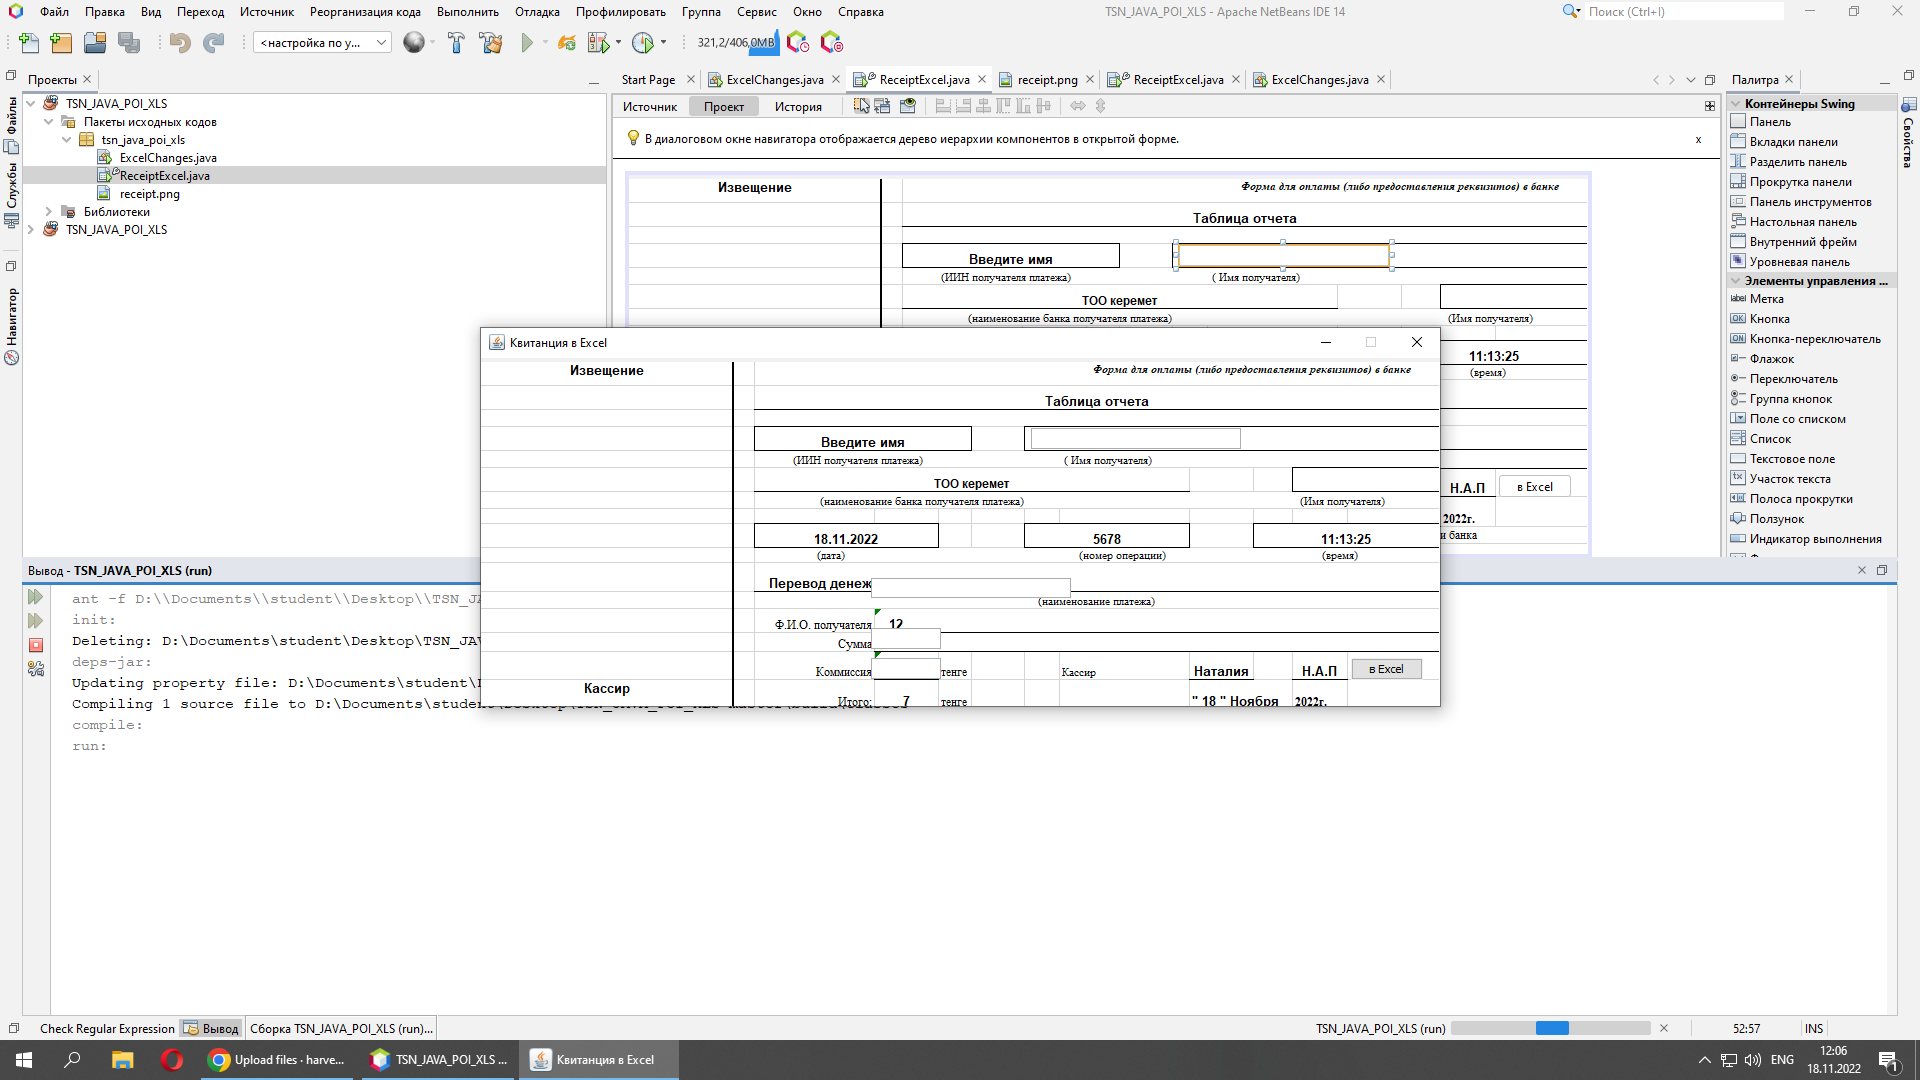 Файл Правка Вид Переход Источник Реорганизация кода Выполнить Отладка Профилировать Группа Сервис Окно Справка
TSN_JAVA_POI_XLS - Apache NetBeans IDE 14
Поиск (Ctrl+I)
<настройка по у...
321,2/406,0MB
Проекты
Start Page
ExcelChanges.java
ReceiptExcel.java
receipt.png
ReceiptExcel.java
ExcelChanges.java
Палитра
Файлы
Службы
Навигатор
Свойства
TSN_JAVA_POI_XLS
Пакеты исходных кодов
tsn_java_poi_xls
ExcelChanges.java
ReceiptExcel.java
receipt.png
Библиотеки
TSN_JAVA_POI_XLS
Источник Проект История
В диалоговом окне навигатора отображается дерево иерархии компонентов в открытой форме.
x
Извещение
Форма для оплаты (либо предоставления реквизитов) в банке
Таблица отчета
Введите имя
(ИИН получателя платежа)
( Имя получателя)
ТОО керемет
(наименование банка получателя платежа)
(Имя получателя)
11:13:25
(время)
Н.А.П
в Excel
2022г.
и банка
Контейнеры Swing
Панель
Вкладки панели
Разделить панель
Прокрутка панели
Панель инструментов
Настольная панель
Внутренний фрейм
Уровневая панель
Элементы управления ...
label Метка
OK Кнопка
ON Кнопка-переключатель
Флажок
Переключатель
Группа кнопок
Поле со списком
Список
Текстовое поле
Участок текста
Полоса прокрутки
Ползунок
Индикатор выполнения
Квитанция в Excel
Извещение
Форма для оплаты (либо предоставления реквизитов) в банке
Таблица отчета
Введите имя
(ИИН получателя платежа)
( Имя получателя)
ТОО керемет
(наименование банка получателя платежа)
(Имя получателя)
18.11.2022
5678
11:13:25
(дата)
(номер операции)
(время)
Перевод денеж
(наименование платежа)
Ф.И.О. получателя
12
Сумма
Коммиссия
тенге
Кассир
Наталия
Н.А.П
в Excel
Кассир
Итого:
7
тенге
" 18 " Ноября
2022г.
Вывод - TSN_JAVA_POI_XLS (run)
ant -f D:\\Documents\\student\\Desktop\\TSN_JA
init:
Deleting: D:\Documents\student\Desktop\TSN_JAV
deps-jar:
Updating property file: D:\Documents\student\
Compiling 1 source file to D:\Documents\student\Desktop\TSN_JAVA_POI_XLS-master\build\classes
compile:
run:
Check Regular Expression
Вывод
Сборка TSN_JAVA_POI_XLS (run)...
TSN_JAVA_POI_XLS (run)
52:57
INS
Upload files · harve...
TSN_JAVA_POI_XLS ...
Квитанция в Excel
ENG
12:06
18.11.2022
1